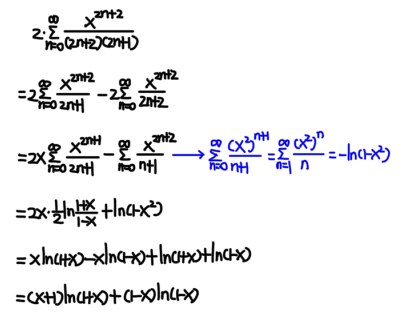 2·∑_{n=0}^{∞} x^{2n+2}/(2n+2)(2n+1)
=2∑_{n=0}^{∞} x^{2n+2}/2n+1 - 2∑_{n=0}^{∞} x^{2n+2}/2n+2
=2x∑_{n=0}^{∞} x^{2n+1}/2n+1 - ∑_{n=0}^{∞} x^{2n+2}/n+1 → ∑_{n=0}^{∞} (x²)^{n+1}/n+1 = ∑_{n=1}^{∞} (x²)^n/n = -ln(1-x²)
=2x·1/2 ln 1+x/1-x + ln(1-x²)
=xln(1+x)-xln(1-x)+ln(1+x)+ln(1-x)
=(x+1)ln(1+x)+(1-x)ln(1-x)